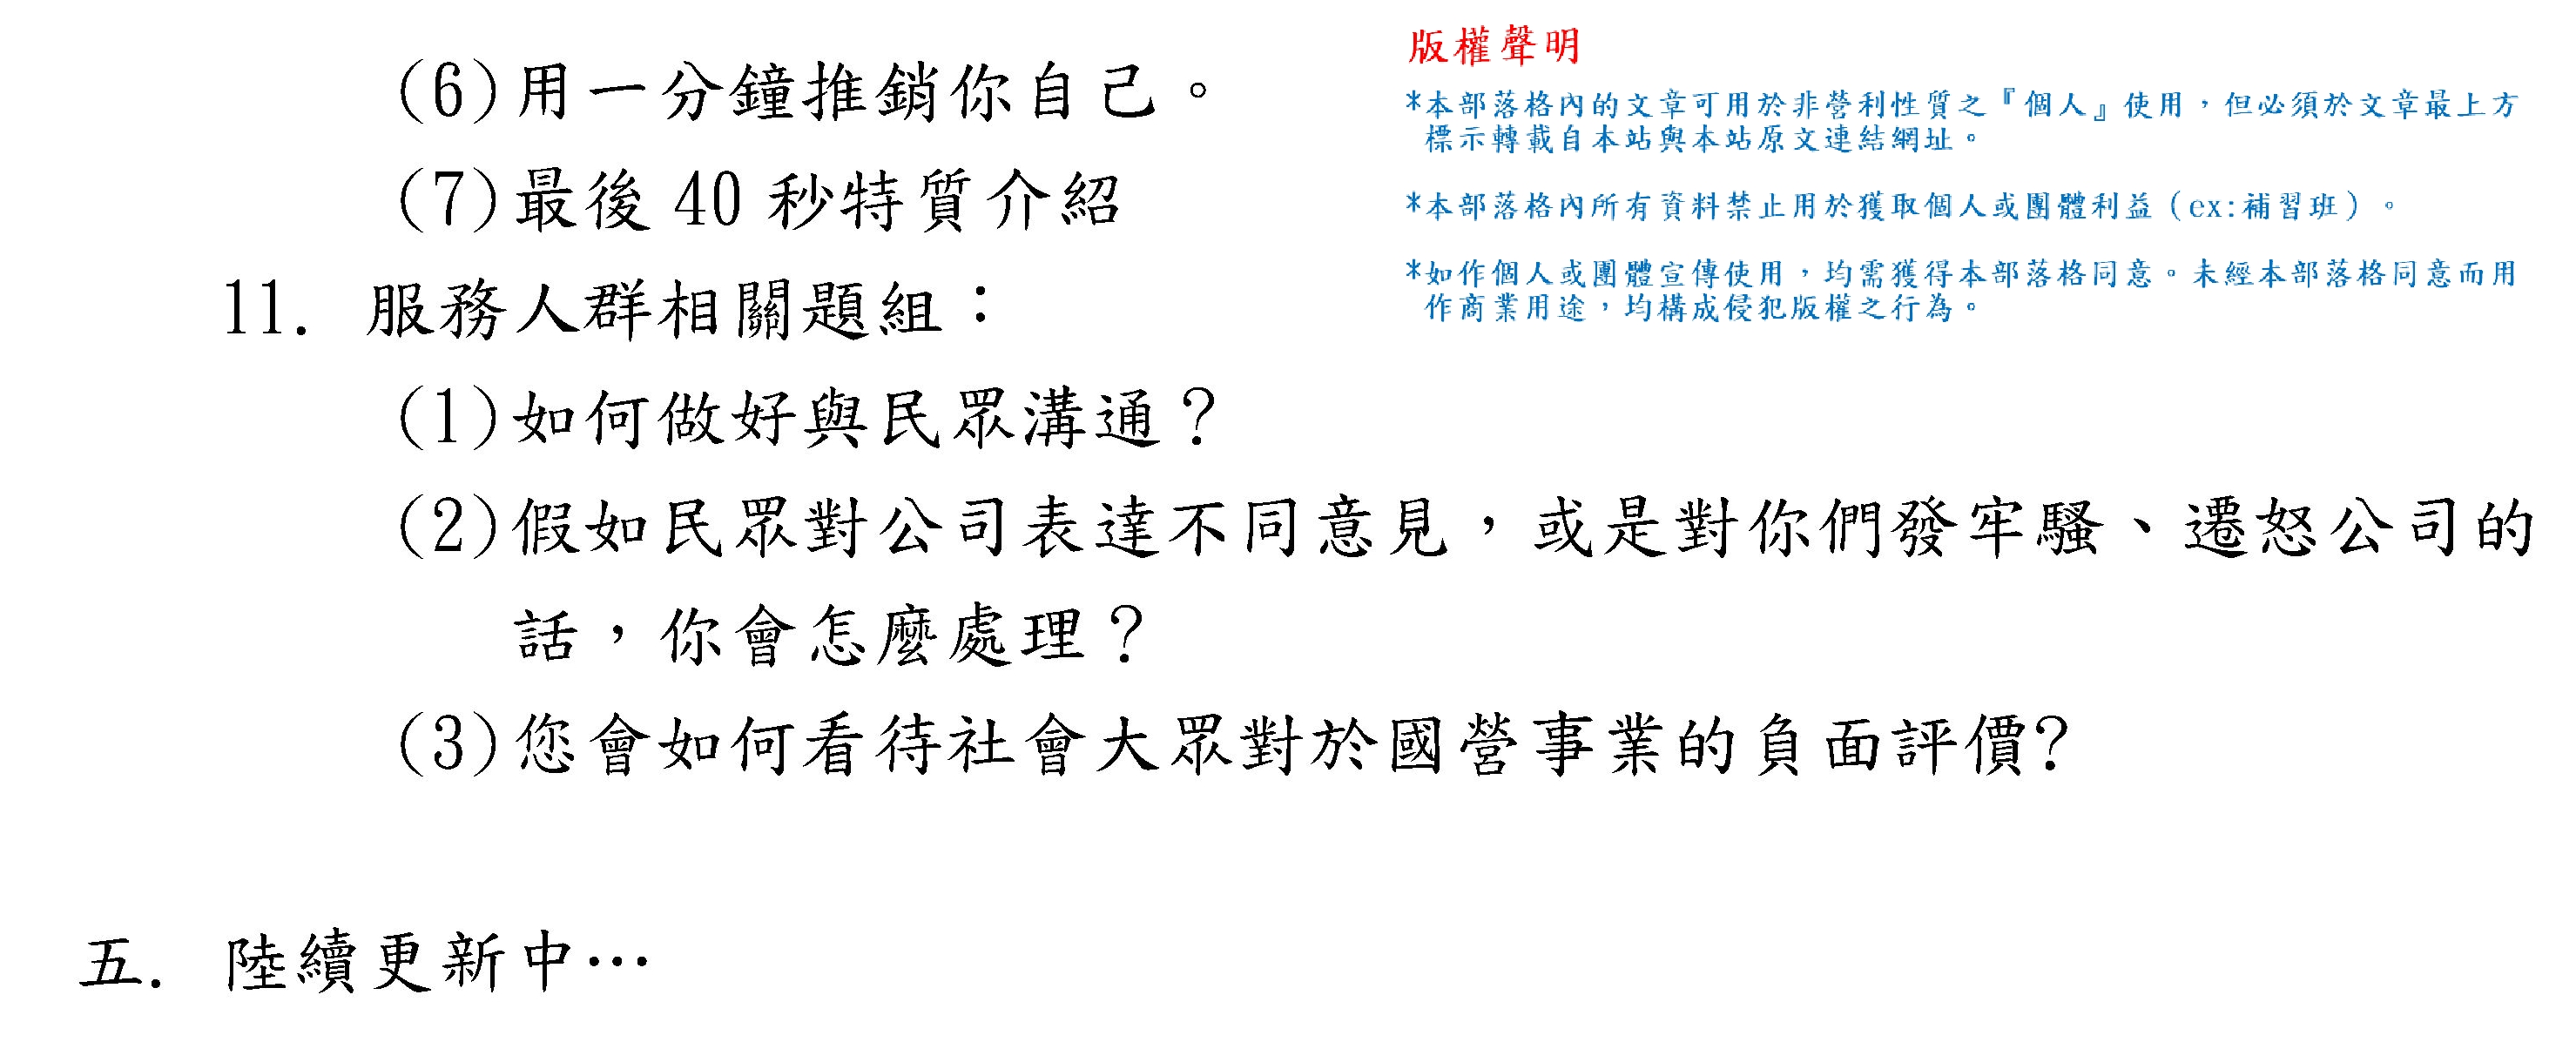 (6)用一分鐘推銷你自己。
(7)最後 40 秒特質介紹
11. 服務人群相關題組：
(1)如何做好與民眾溝通？
(2)假如民眾對公司表達不同意見，或是對你們發牢騷、遷怒公司的
話，你會怎麼處理？
(3)您會如何看待社會大眾對於國營事業的負面評價?
五. 陸續更新中…
版權聲明
*本部落格內的文章可用於非營利性質之『個人』使用，但必須於文章最上方
標示轉載自本站與本站原文連結網址。
*本部落格內所有資料禁止用於獲取個人或團體利益（ex:補習班）。
*如作個人或團體宣傳使用，均需獲得本部落格同意。未經本部落格同意而用
作商業用途，均構成侵犯版權之行為。